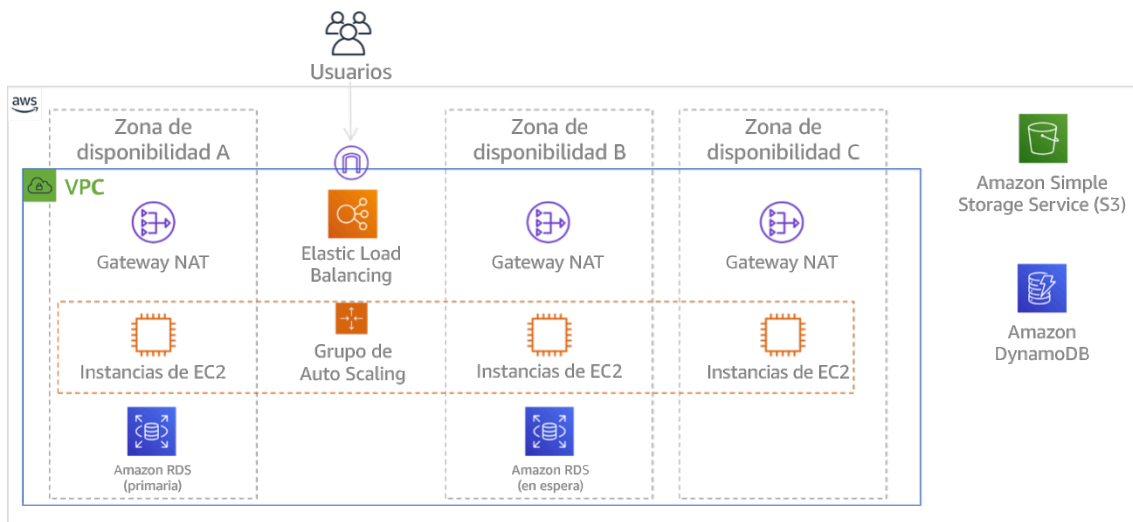 Usuarios
aws
Zona de
disponibilidad A
Zona de
disponibilidad B
Zona de
disponibilidad C
VPC
Gateway NAT
Elastic Load
Balancing
Gateway NAT
Gateway NAT
Amazon Simple
Storage Service (S3)
Instancias de EC2
Grupo de
Auto Scaling
Instancias de EC2
Instancias de EC2
Amazon
DynamoDB
Amazon RDS
(primaria)
Amazon RDS
(en espera)